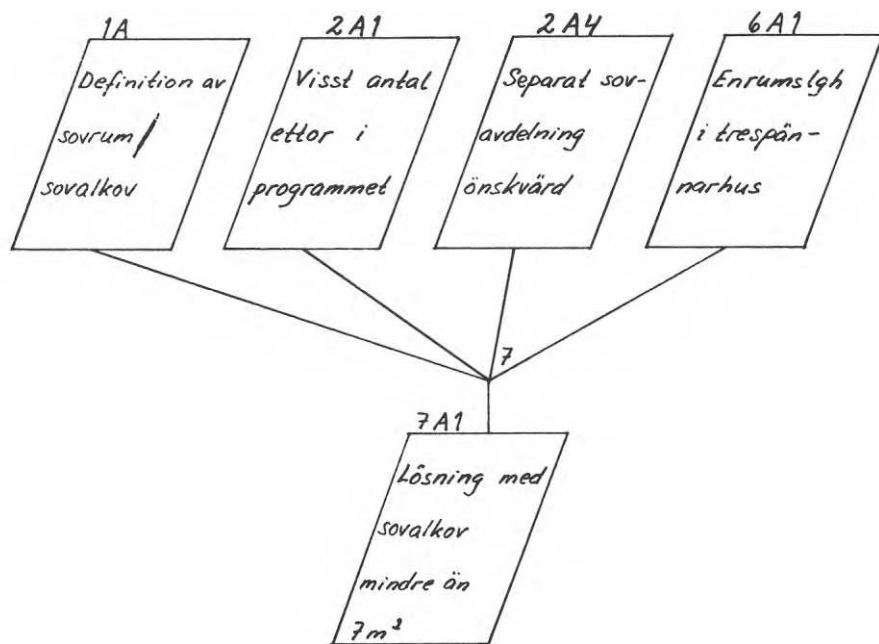 1A
Definition av
sovrum/
sovalkov
2A1
Visst antal
ettor i
programmet
2A4
Separat sov-
avdelning
önskvärd
6A1
Enrumslgh
i trespän-
narhus
7
7A1
Lösning med
sovalkov
mindre än
7m²